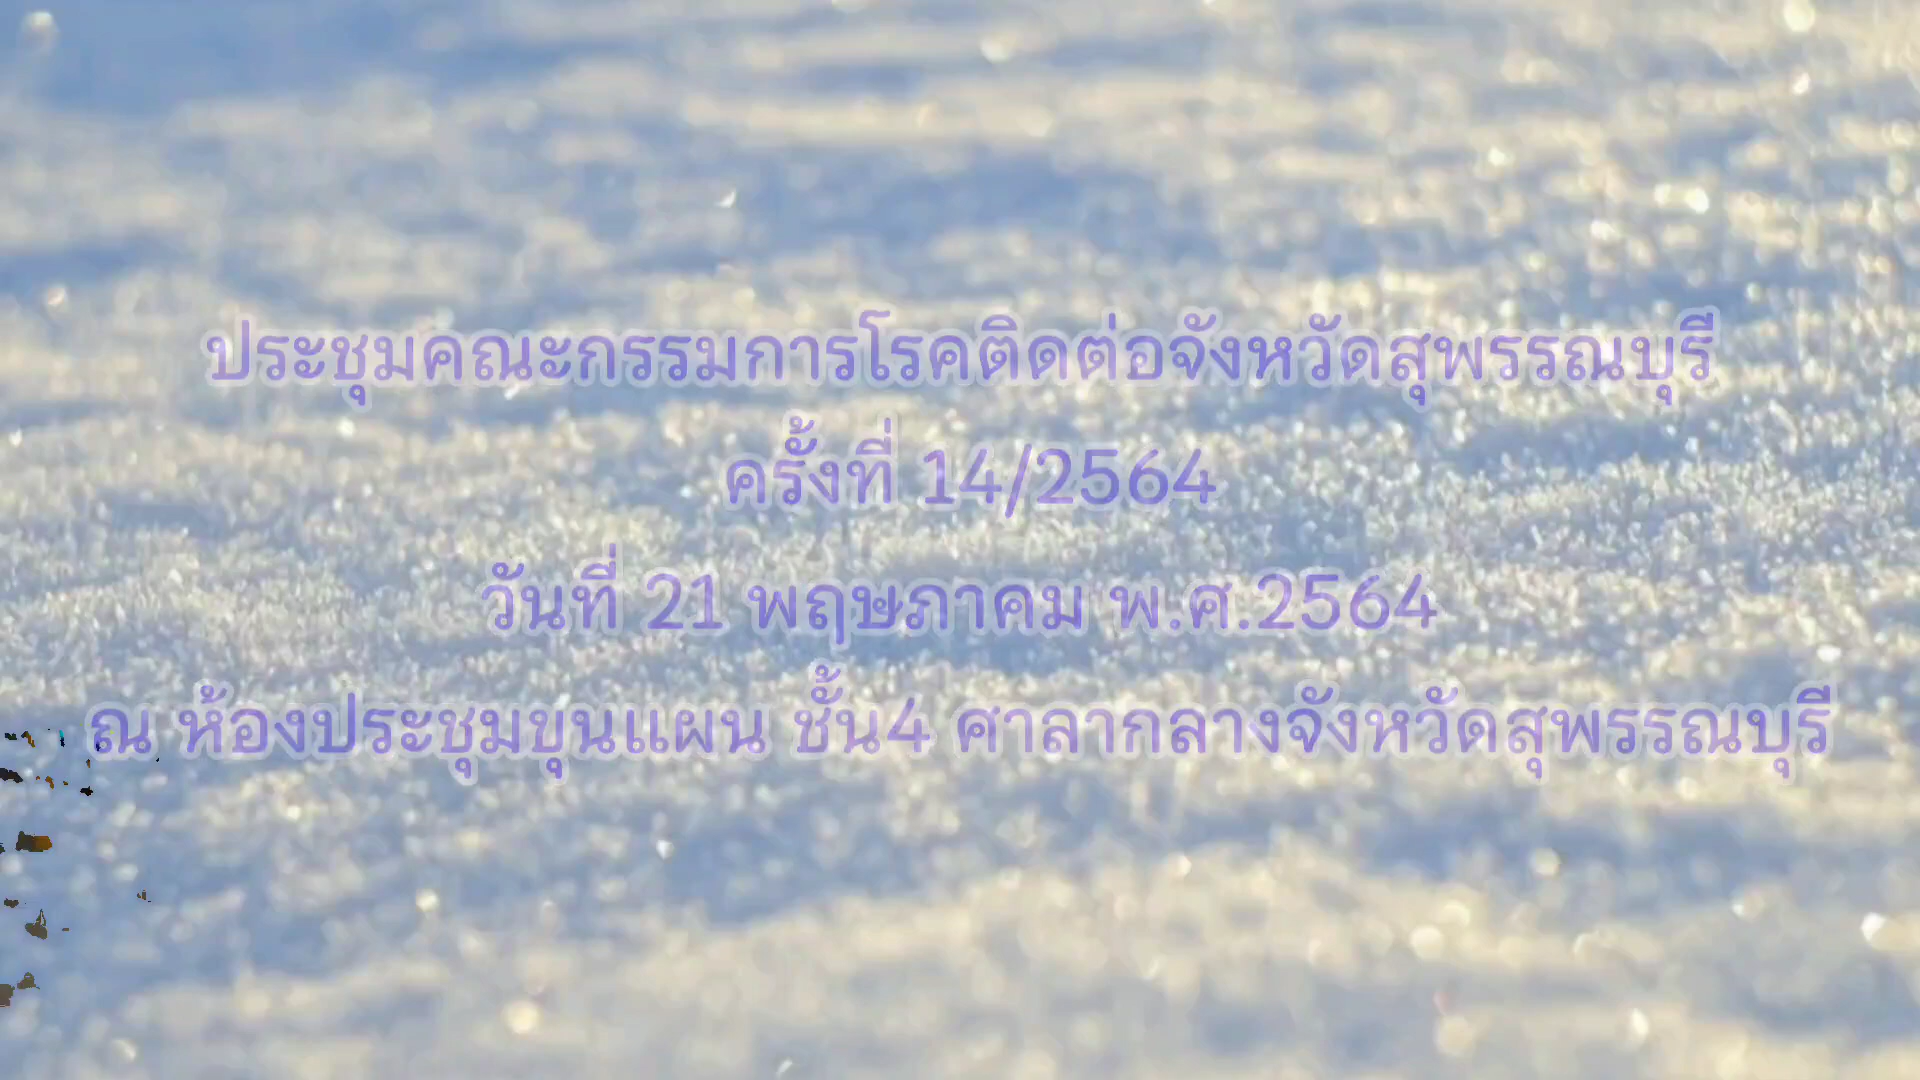 ประชุมคณะกรรมการโรคติดต่อจังหวัดสุพรรณบุรี
ครั้งที่ 14/2564
วันที่ 21 พฤษภาคม พ.ศ.2564
ณ ห้องประชุมขุนแผน ชั้น4 ศาลากลางจังหวัดสุพรรณบุรี